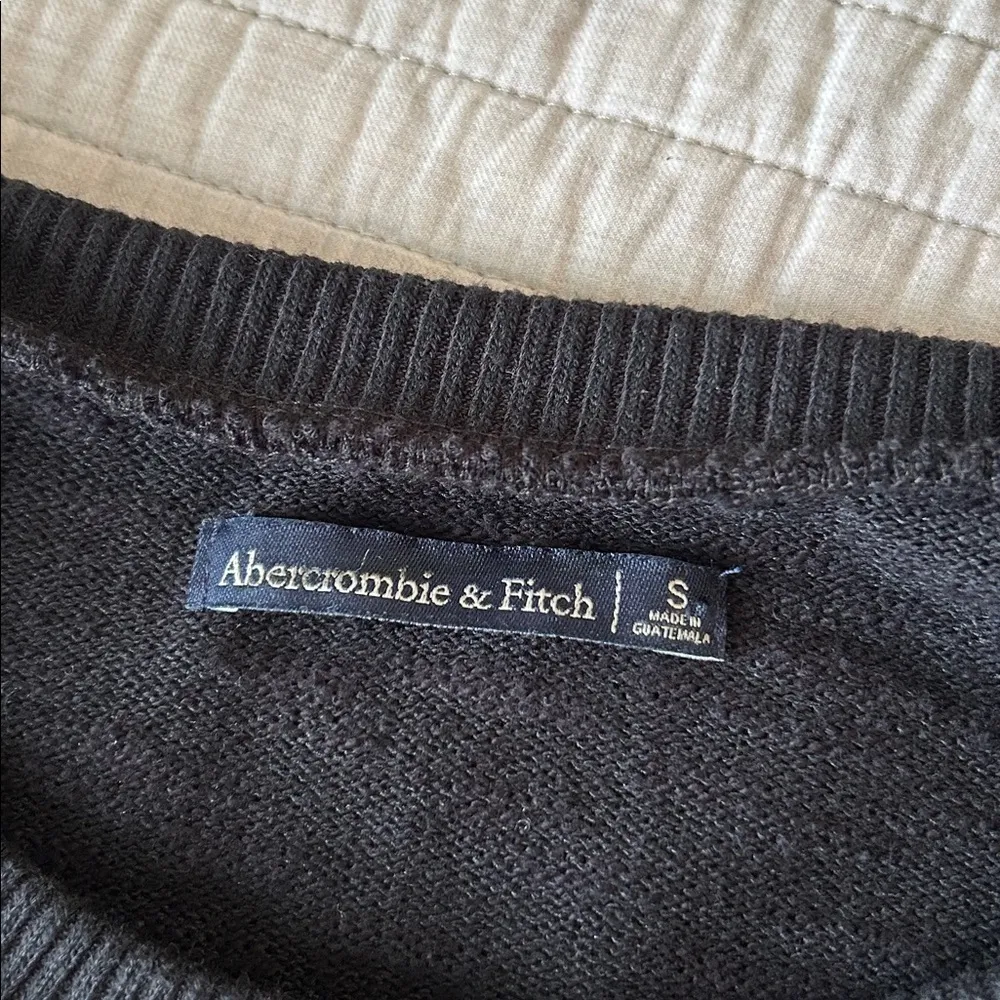 Abercrombie & Fitch
S
MADE IN
GUATEMALA